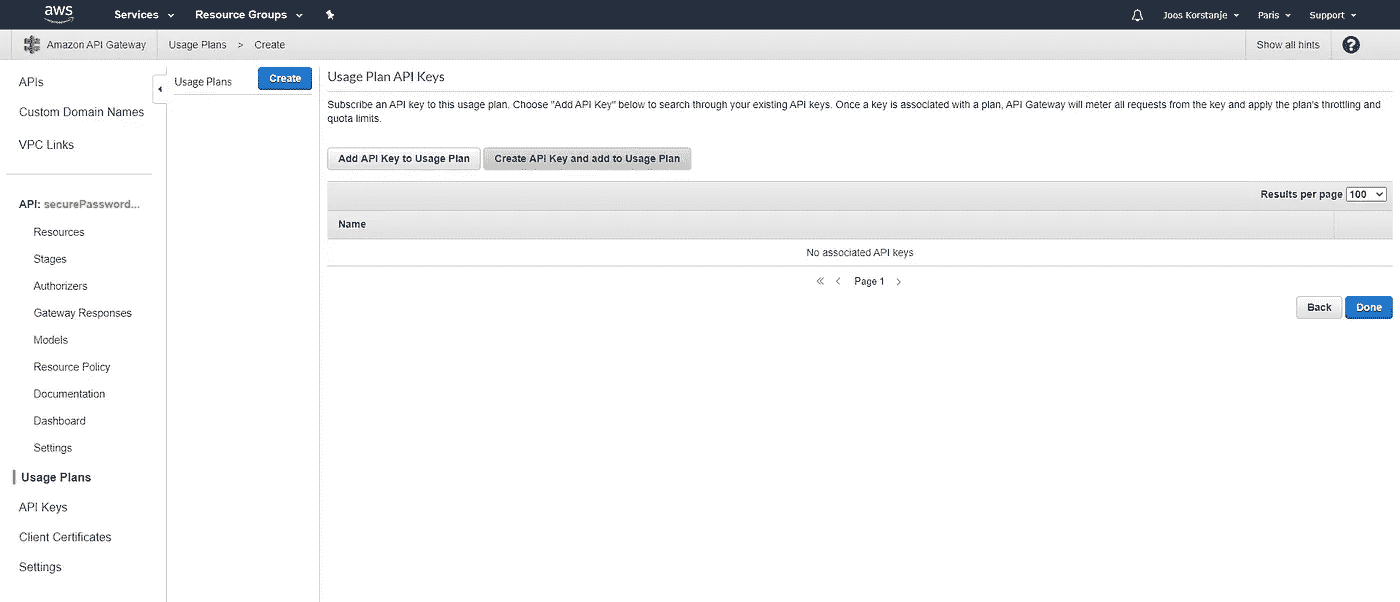 aws Services Resource Groups Joos Korstanje Paris Support
Amazon API Gateway Usage Plans > Create Show all hints ?
APIs
Custom Domain Names
VPC Links
API: securePassword...
Resources
Stages
Authorizers
Gateway Responses
Models
Resource Policy
Documentation
Dashboard
Settings
Usage Plans
API Keys
Client Certificates
Settings
Usage Plans Create
Usage Plan API Keys
Subscribe an API key to this usage plan. Choose "Add API Key" below to search through your existing API keys. Once a key is associated with a plan, API Gateway will meter all requests from the key and apply the plan's throttling and
quota limits.
Add API Key to Usage Plan Create API Key and add to Usage Plan
Results per page 100
Name
No associated API keys
« ‹ Page 1 ›
Back Done